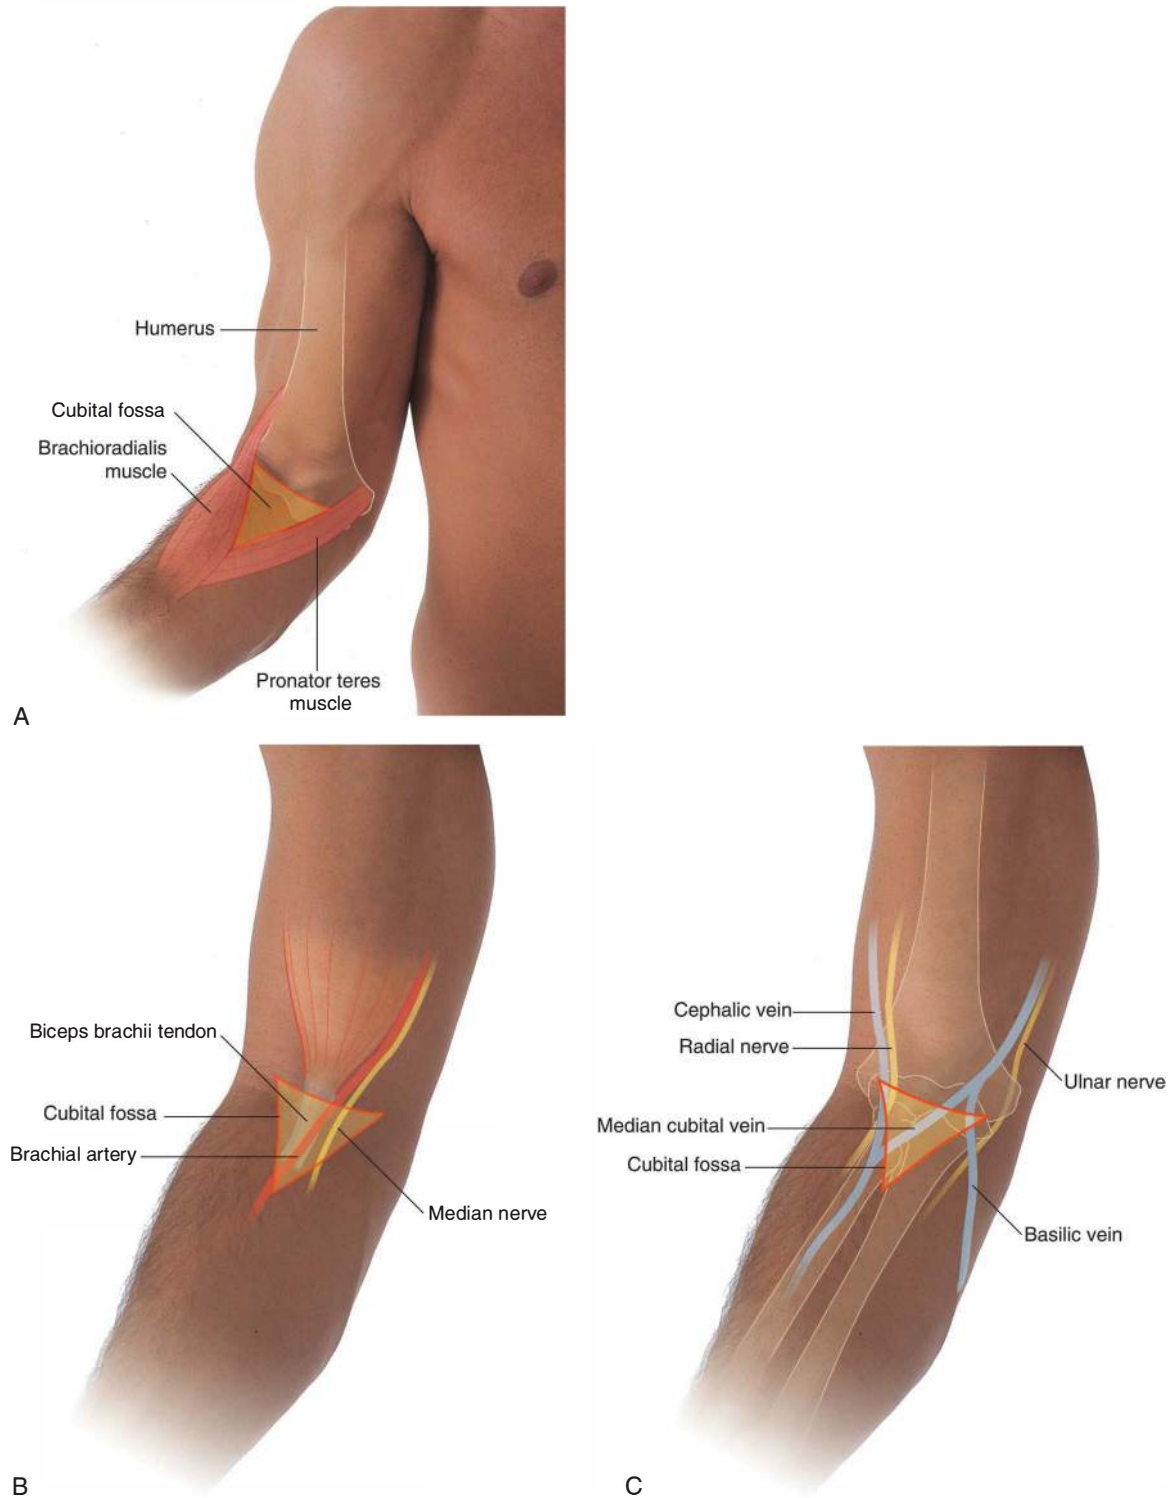 Humerus
Cubital fossa
Brachioradialis
muscle
Pronator teres
muscle
A
Biceps brachii tendon
Cubital fossa
Brachial artery
Median nerve
B
Cephalic vein
Radial nerve
Ulnar nerve
Median cubital vein
Cubital fossa
Basilic vein
C